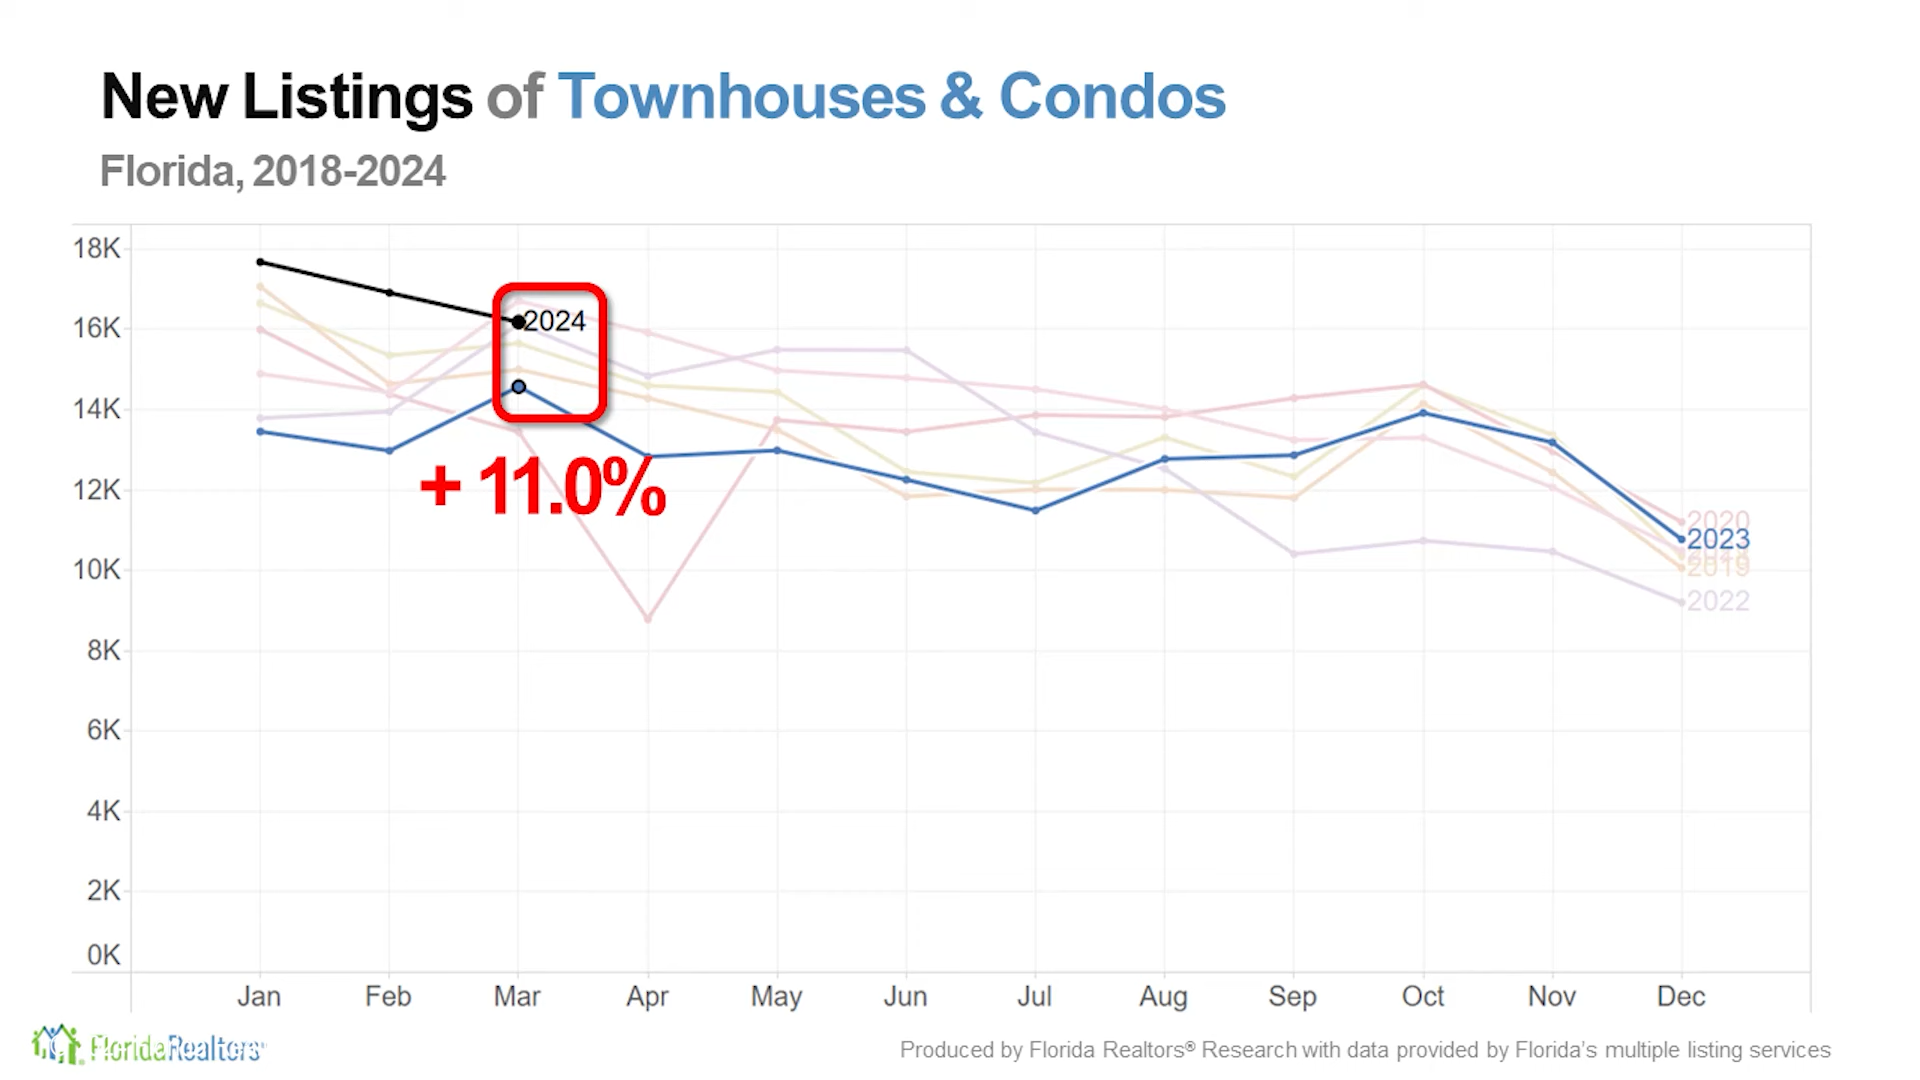 New Listings of Townhouses & Condos
Florida, 2018-2024
18K
16K
14K
12K
10K
8K
6K
4K
2K
0K
2024
+ 11.0%
2020
2023
2019
2022
Jan Feb Mar Apr May Jun Jul Aug Sep Oct Nov Dec
FloridaRealtors®
Produced by Florida Realtors® Research with data provided by Florida's multiple listing services